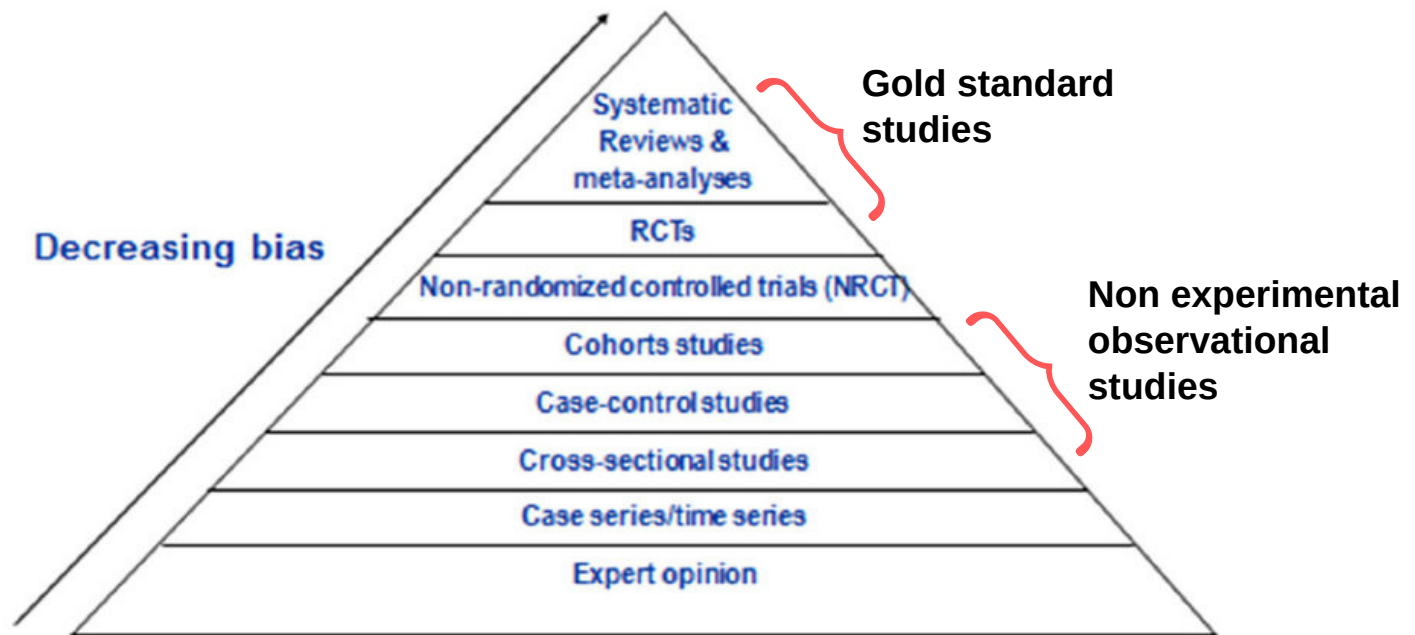 Systematic
Reviews &
meta-analyses
Gold standard
studies
RCTs
Decreasing bias
Non-randomized controlled trials (NRCT)
Non experimental
observational
studies
Cohorts studies
Case-control studies
Cross-sectional studies
Case series/time series
Expert opinion